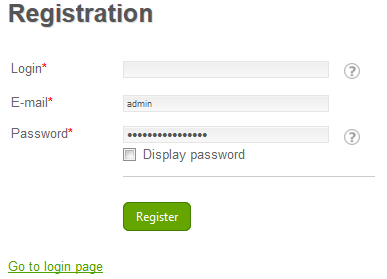 Registration
Login*
?
E-mail*
admin
Password*
••••••••••••••••
?
Display password
Register
Go to login page